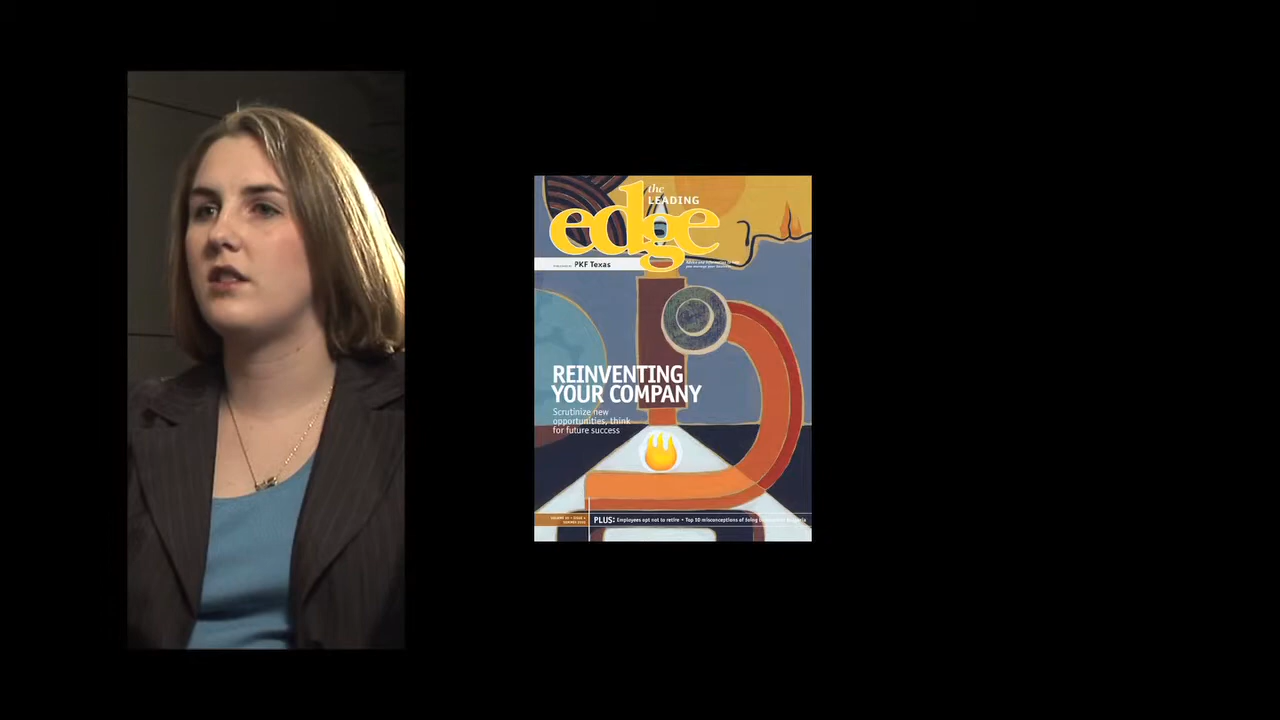 the
LEADING
edge
PKF Texas
REINVENTING
YOUR COMPANY
Scrutinize new
opportunities, think
for future success
PLUS: Employees opt not to retire • Top 10 misconceptions of doing